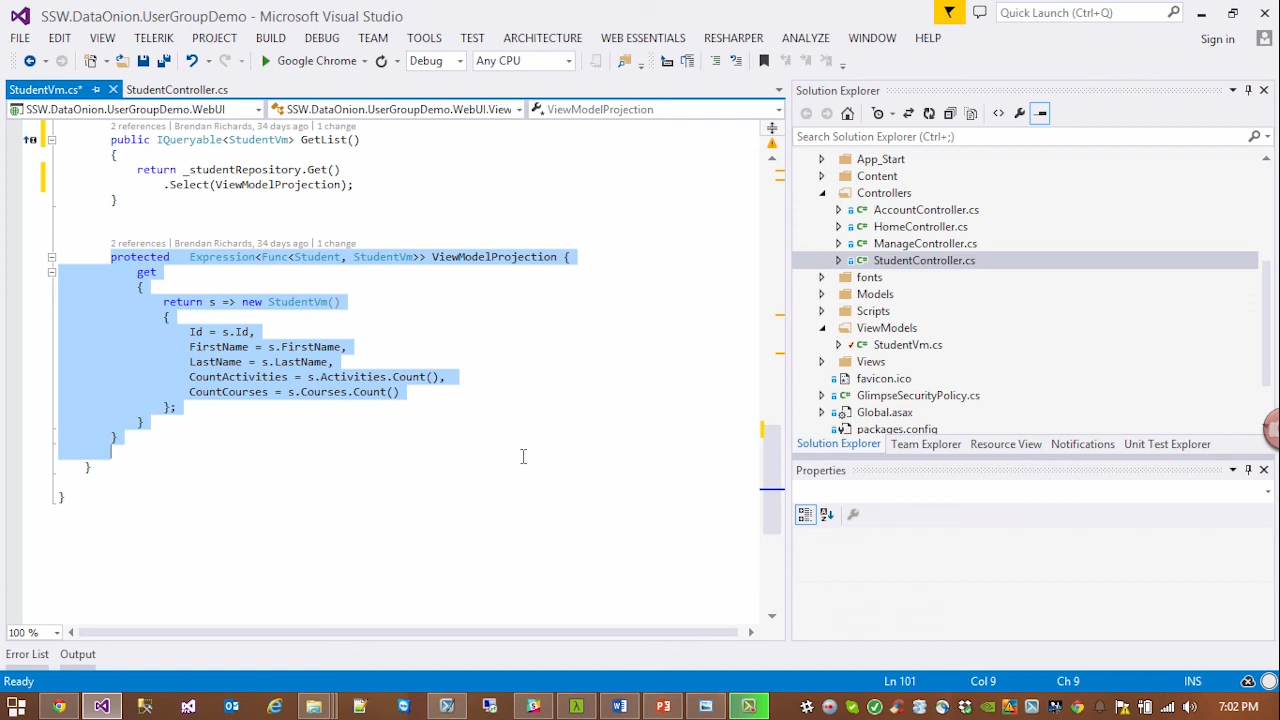 SSW.DataOnion.UserGroupDemo - Microsoft Visual Studio
Quick Launch (Ctrl+Q)
FILE EDIT VIEW TELERIK PROJECT BUILD DEBUG TEAM TOOLS TEST ARCHITECTURE WEB ESSENTIALS RESHARPER ANALYZE WINDOW HELP
Sign in
Google Chrome Debug Any CPU
StudentVm.cs* StudentController.cs
SSW.DataOnion.UserGroupDemo.WebUI SSW.DataOnion.UserGroupDemo.WebUI.View ViewModelProjection
2 references | Brendan Richards, 34 days ago | 1 change
public IQueryable<StudentVm> GetList()
{
return _studentRepository.Get()
.Select(ViewModelProjection);
}
2 references | Brendan Richards, 34 days ago | 1 change
protected Expression<Func<Student, StudentVm>> ViewModelProjection {
get
{
return s => new StudentVm()
{
Id = s.Id,
FirstName = s.FirstName,
LastName = s.LastName,
CountActivities = s.Activities.Count(),
CountCourses = s.Courses.Count()
};
}
}
}
}
100 %
Error List Output
Solution Explorer
Search Solution Explorer (Ctrl+;)
App_Start
Content
Controllers
AccountController.cs
HomeController.cs
ManageController.cs
StudentController.cs
fonts
Models
Scripts
ViewModels
StudentVm.cs
Views
favicon.ico
GlimpseSecurityPolicy.cs
Global.asax
packages.config
Solution Explorer Team Explorer Resource View Notifications Unit Test Explorer
Properties
Ready Ln 101 Col 9 Ch 9 INS
7:02 PM